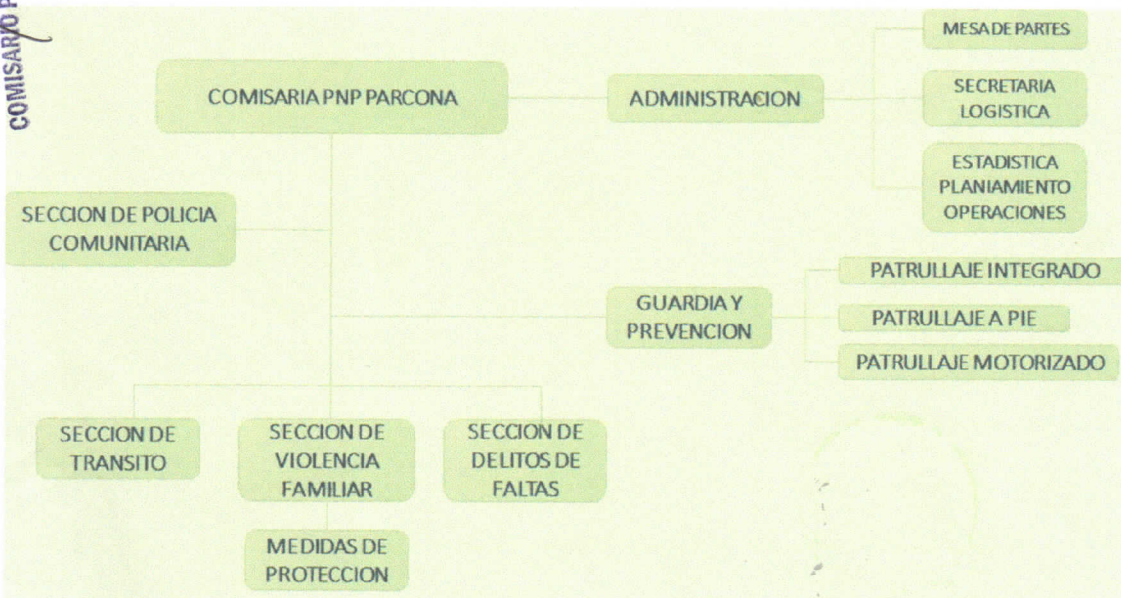 COMISARIO P
COMISARIA PNP PARCONA
ADMINISTRACION
MESA DE PARTES
SECRETARIA
LOGISTICA
ESTADISTICA
PLANIAMIENTO
OPERACIONES
SECCION DE POLICIA
COMUNITARIA
GUARDIA Y
PREVENCION
PATRULLAJE INTEGRADO
PATRULLAJE A PIE
PATRULLAJE MOTORIZADO
SECCION DE
TRANSITO
SECCION DE
VIOLENCIA
FAMILIAR
SECCION DE
DELITOS DE
FALTAS
MEDIDAS DE
PROTECCION